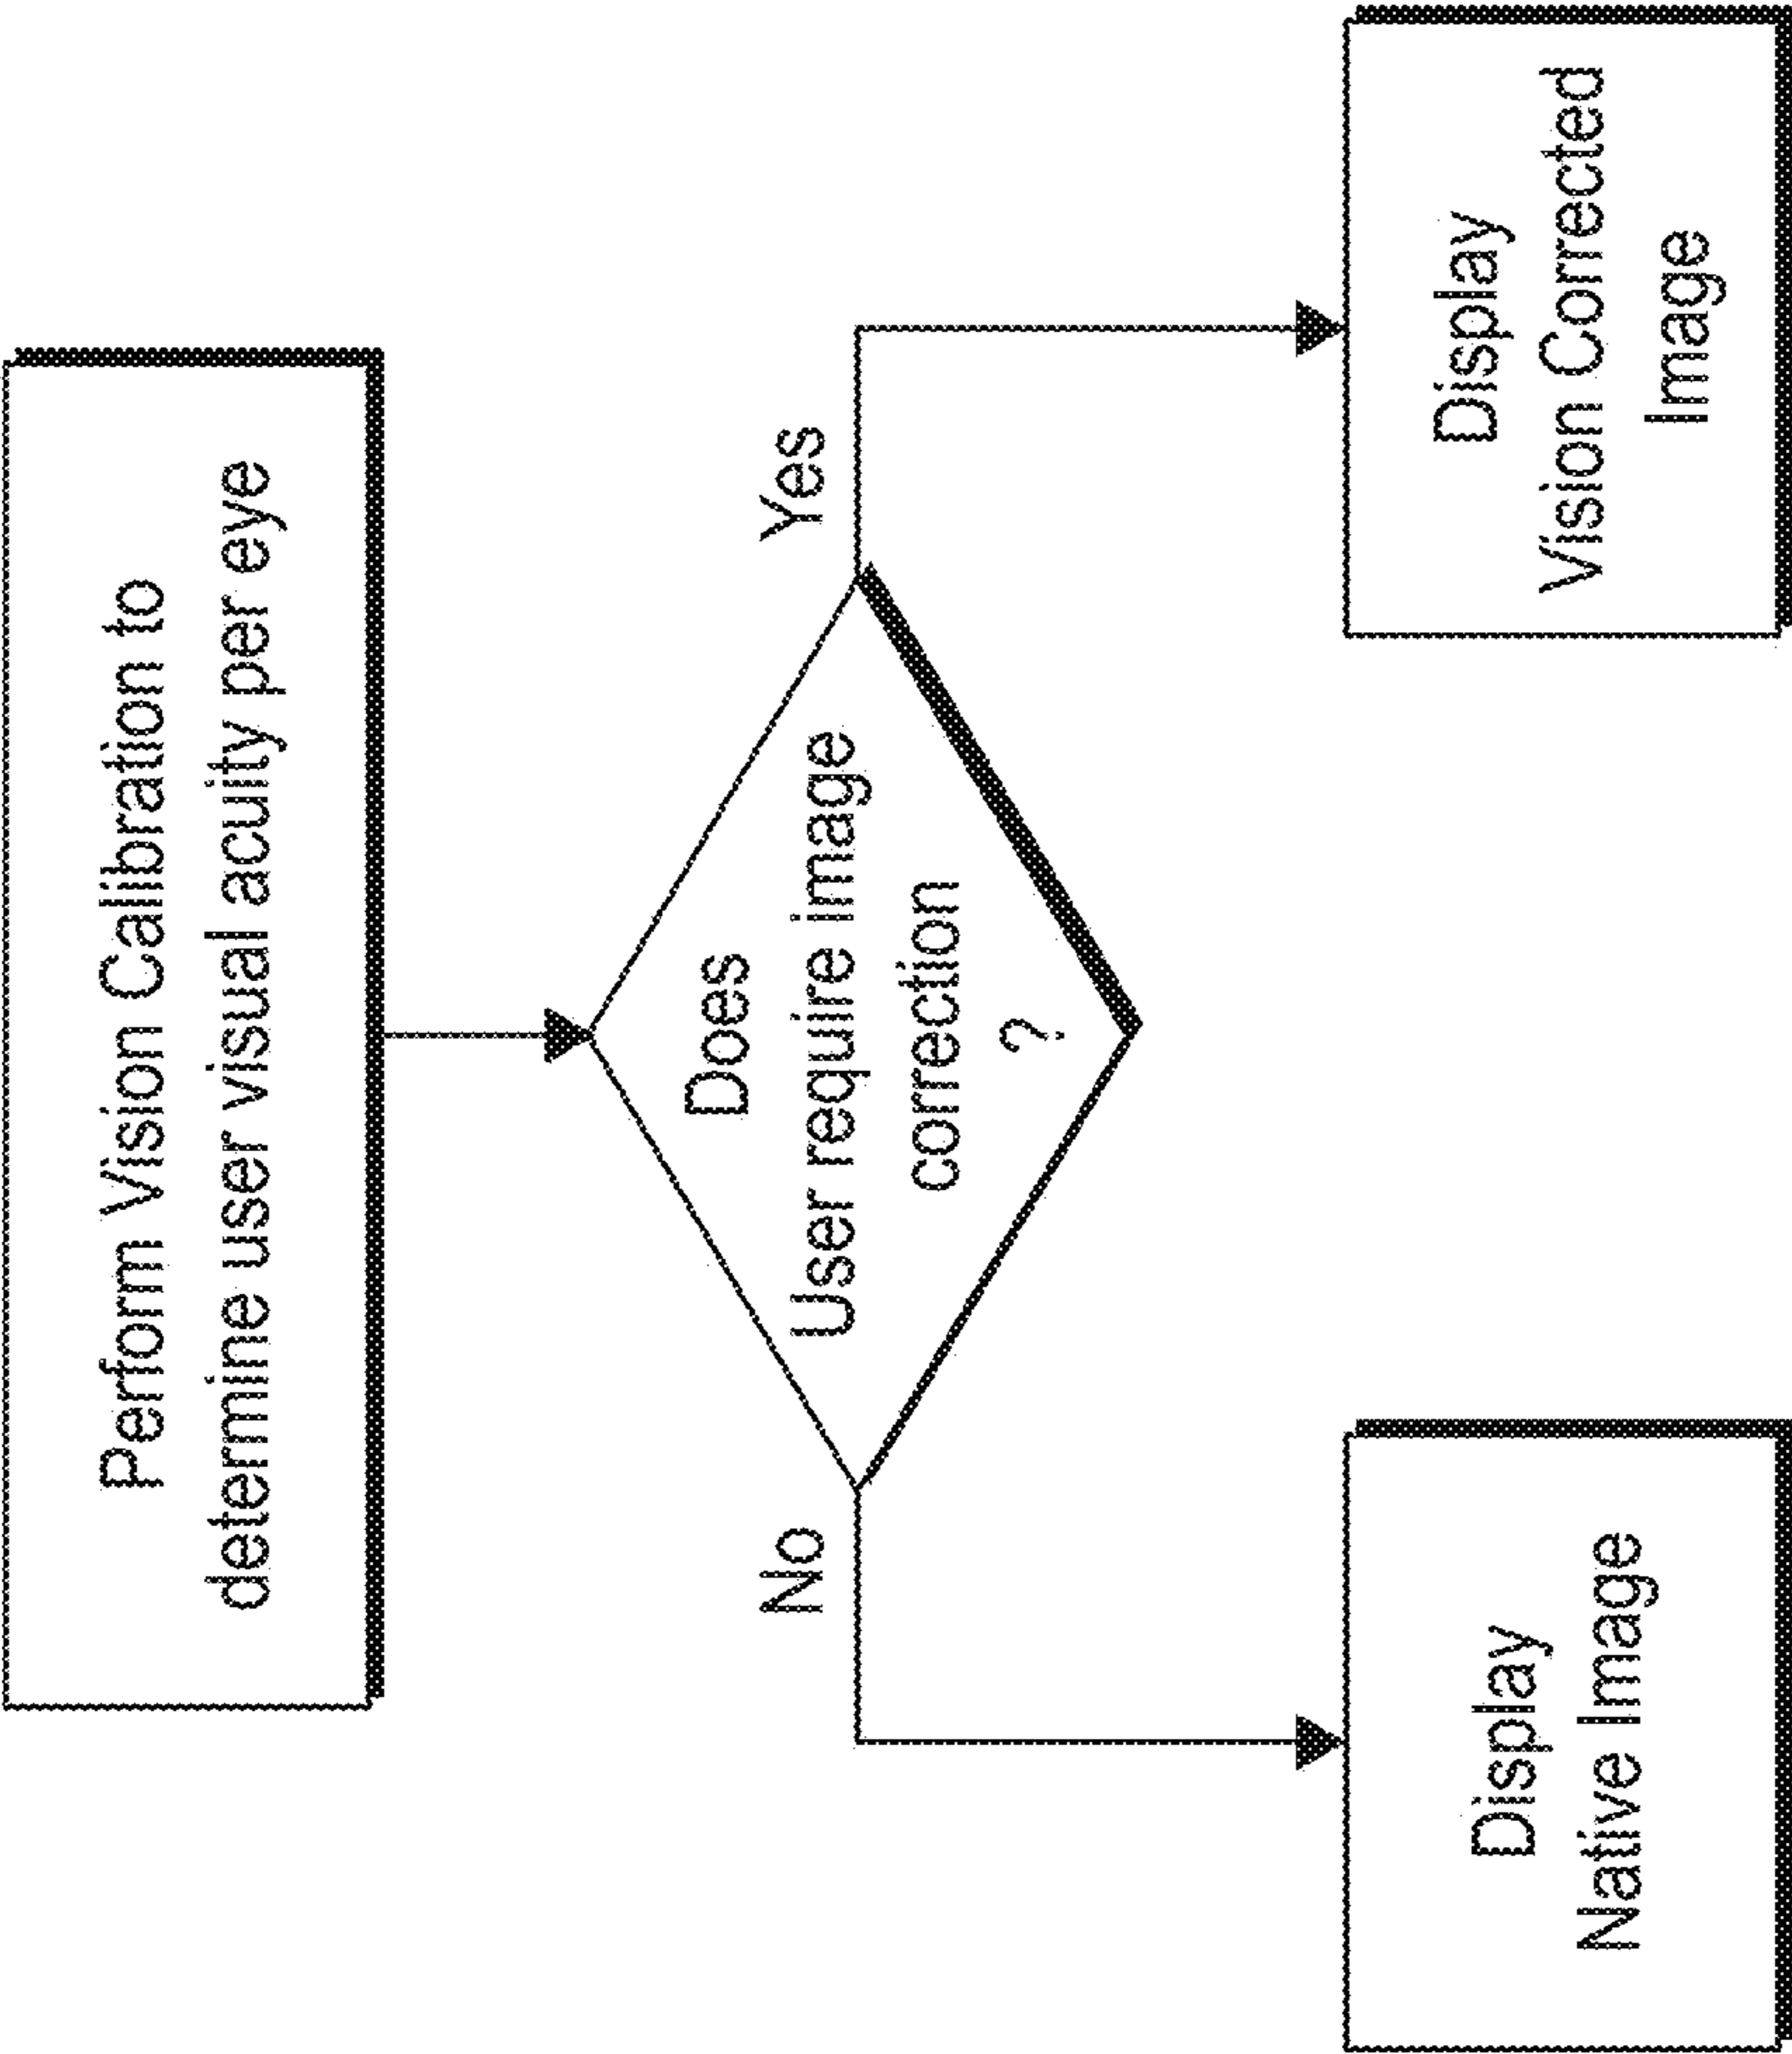 Perform Vision Calibration to
determine user visual acuity per eye
Does
User require image
correction
?
No
Yes
Display
Native Image
Display
Vision Corrected
Image